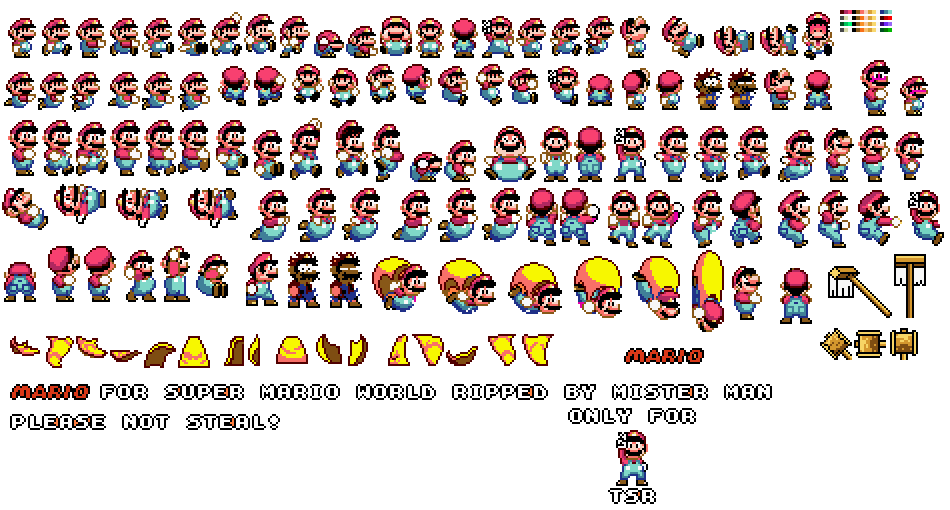 MARIO
MARIO FOR SUPER MARIO WORLD RIPPED BY MISTER MAN
PLEASE NOT STEAL!
ONLY FOR
TSR